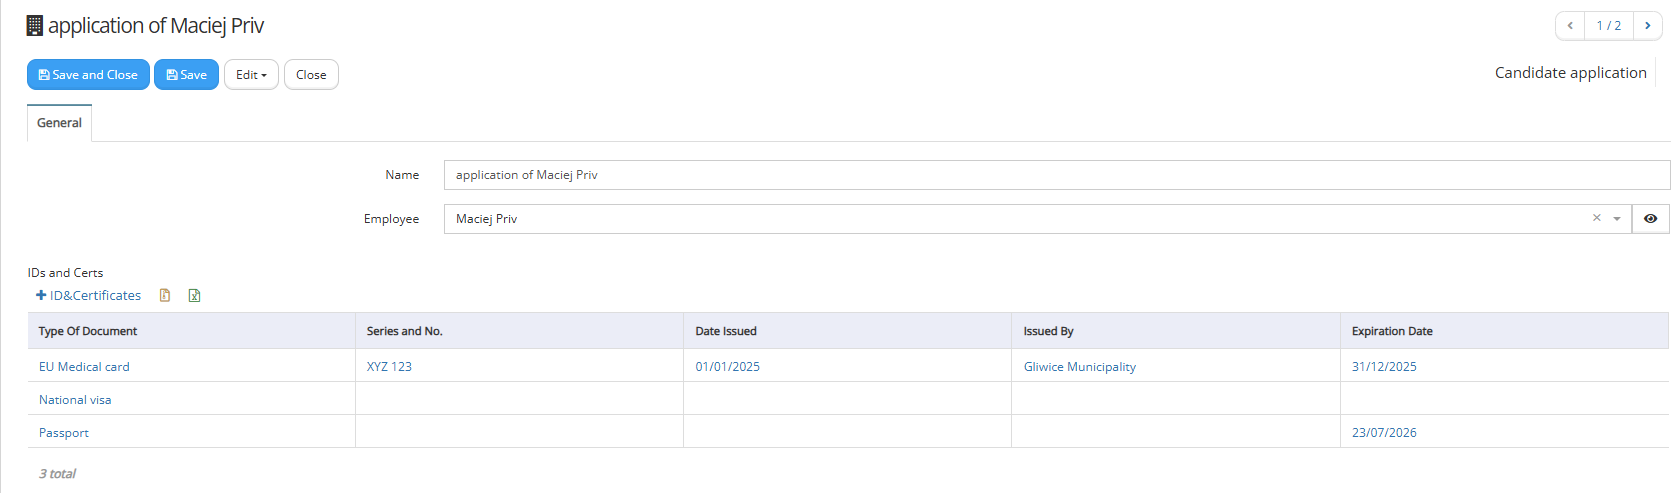 application of Maciej Priv
1 / 2
Save and Close Save Edit Close
Candidate application
General
Name application of Maciej Priv
Employee Maciej Priv
IDs and Certs
ID&Certificates
Type Of Document Series and No. Date Issued Issued By Expiration Date
EU Medical card XYZ 123 01/01/2025 Gliwice Municipality 31/12/2025
National visa
Passport 23/07/2026
3 total